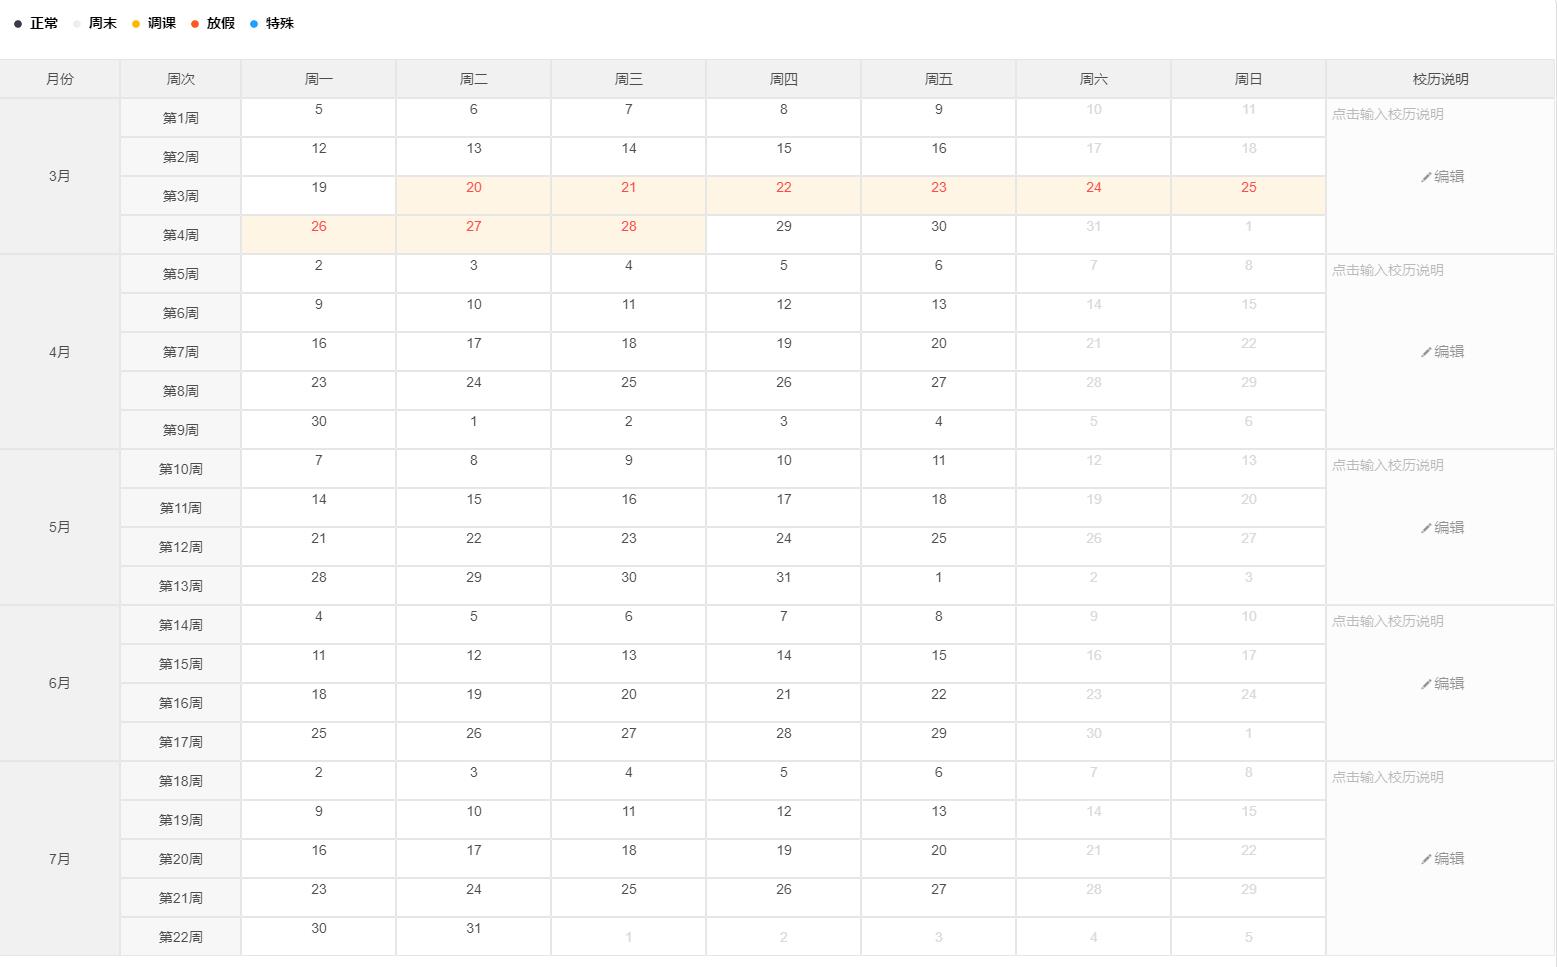 正常 周末 调课 放假 特殊
月份 周次 周一 周二 周三 周四 周五 周六 周日 校历说明
3月 第1周 5 6 7 8 9 10 11 点击输入校历说明
第2周 12 13 14 15 16 17 18 编辑
第3周 19 20 21 22 23 24 25
第4周 26 27 28 29 30 31 1
4月 第5周 2 3 4 5 6 7 8 点击输入校历说明
第6周 9 10 11 12 13 14 15
第7周 16 17 18 19 20 21 22 编辑
第8周 23 24 25 26 27 28 29
第9周 30 1 2 3 4 5 6
5月 第10周 7 8 9 10 11 12 13 点击输入校历说明
第11周 14 15 16 17 18 19 20 编辑
第12周 21 22 23 24 25 26 27
第13周 28 29 30 31 1 2 3
6月 第14周 4 5 6 7 8 9 10 点击输入校历说明
第15周 11 12 13 14 15 16 17 编辑
第16周 18 19 20 21 22 23 24
第17周 25 26 27 28 29 30 1
7月 第18周 2 3 4 5 6 7 8 点击输入校历说明
第19周 9 10 11 12 13 14 15
第20周 16 17 18 19 20 21 22 编辑
第21周 23 24 25 26 27 28 29
第22周 30 31 1 2 3 4 5